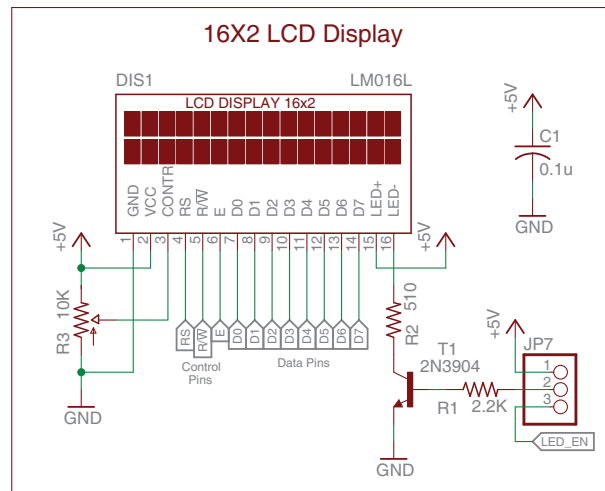 16X2 LCD Display
DIS1 LM016L
LCD DISPLAY 16x2
GND VCC CONTR RS R/W E D0 D1 D2 D3 D4 D5 D6 D7 LED+ LED-
1 2 3 4 5 6 7 8 9 10 11 12 13 14 15 16
+5V
C1
0.1u
GND
+5V
+5V
R3 10K
GND
RS R/W E D0 D1 D2 D3 D4 D5 D6 D7
Control
Pins
Data Pins
R2 510
T1
2N3904
R1 2.2K
GND
+5V
JP7
1
2
3
LED_EN